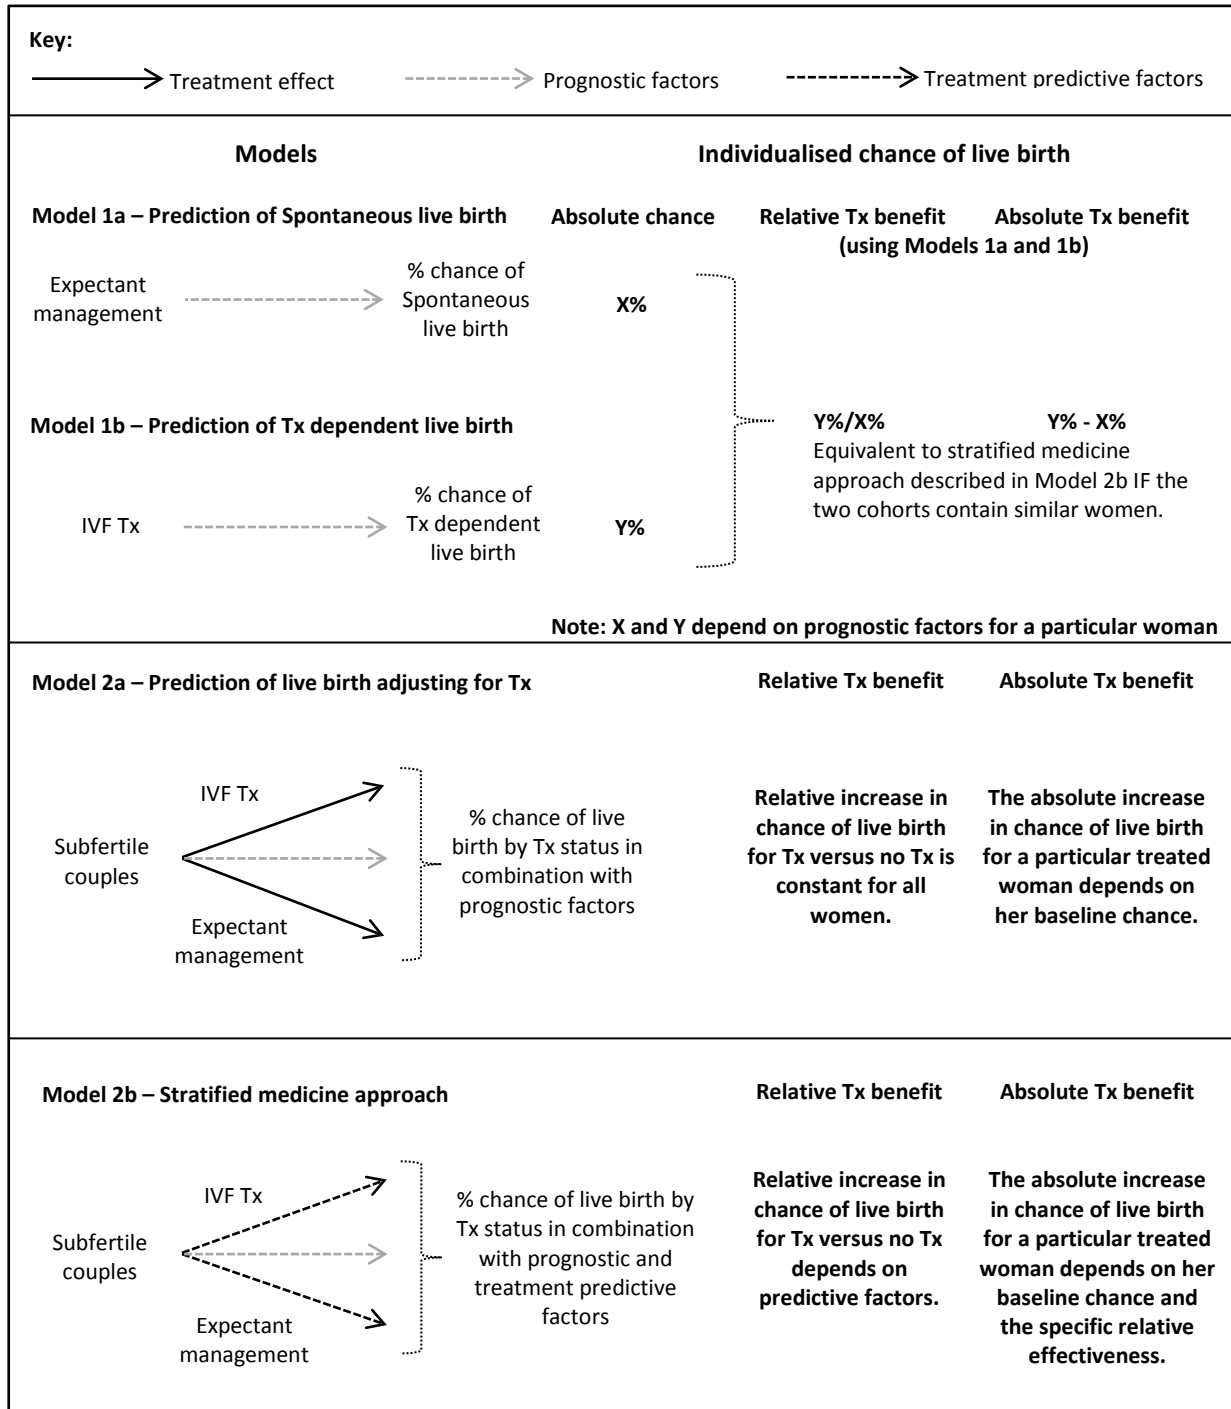 Key:
Treatment effect
Prognostic factors
Treatment predictive factors
Models
Individualised chance of live birth
Model 1a – Prediction of Spontaneous live birth
Absolute chance
Relative Tx benefit
Absolute Tx benefit
(using Models 1a and 1b)
Expectant
management
% chance of
Spontaneous
live birth
X%
Model 1b – Prediction of Tx dependent live birth
Y%/X%
Y% - X%
Equivalent to stratified medicine
approach described in Model 2b IF the
two cohorts contain similar women.
IVF Tx
% chance of
Tx dependent
live birth
Y%
Note: X and Y depend on prognostic factors for a particular woman
Model 2a – Prediction of live birth adjusting for Tx
Relative Tx benefit
Absolute Tx benefit
IVF Tx
Subfertile
couples
Expectant
management
% chance of live
birth by Tx status in
combination with
prognostic factors
Relative increase in
chance of live birth
for Tx versus no Tx is
constant for all
women.
The absolute increase
in chance of live birth
for a particular treated
woman depends on
her baseline chance.
Model 2b – Stratified medicine approach
Relative Tx benefit
Absolute Tx benefit
IVF Tx
Subfertile
couples
Expectant
management
% chance of live birth by
Tx status in combination
with prognostic and
treatment predictive
factors
Relative increase in
chance of live birth
for Tx versus no Tx
depends on
predictive factors.
The absolute increase
in chance of live birth
for a particular treated
woman depends on her
baseline chance and
the specific relative
effectiveness.